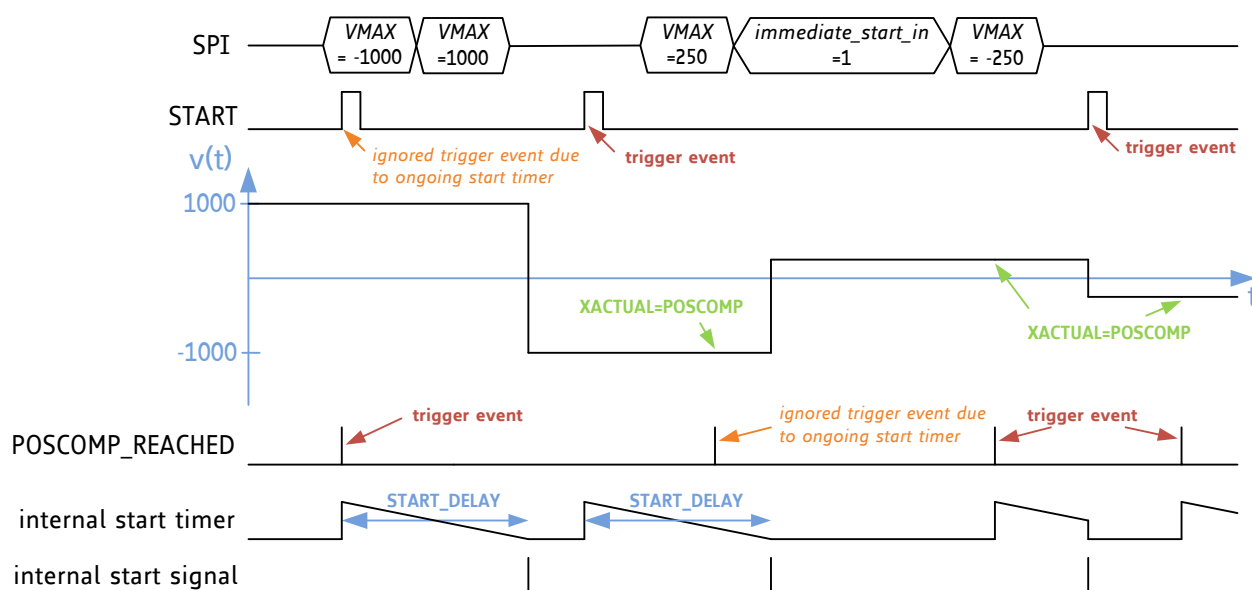 SPI
VMAX
= -1000
VMAX
=1000
VMAX
=250
immediate_start_in
=1
VMAX
= -250
START
ignored trigger event due
to ongoing start timer
trigger event
trigger event
v(t)
1000
XACTUAL=POSCOMP
t
XACTUAL=POSCOMP
-1000
trigger event
ignored trigger event due
to ongoing start timer
trigger event
POSCOMP_REACHED
START_DELAY
START_DELAY
internal start timer
internal start signal